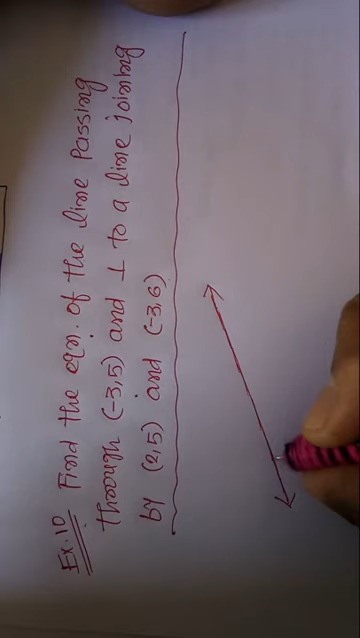 Ex.10 Find the eqn. of the line Passing
through (-3,5) and ⊥ to a line joining
by (2,5) and (-3,6)